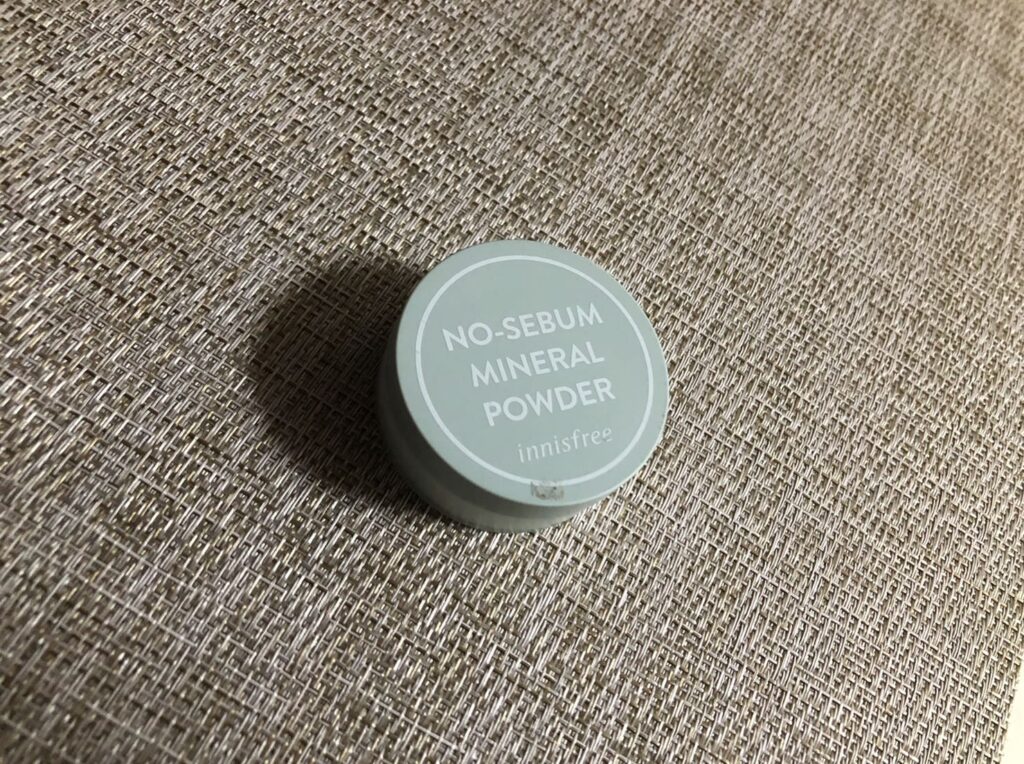 NO-SEBUM
MINERAL
POWDER
innisfree